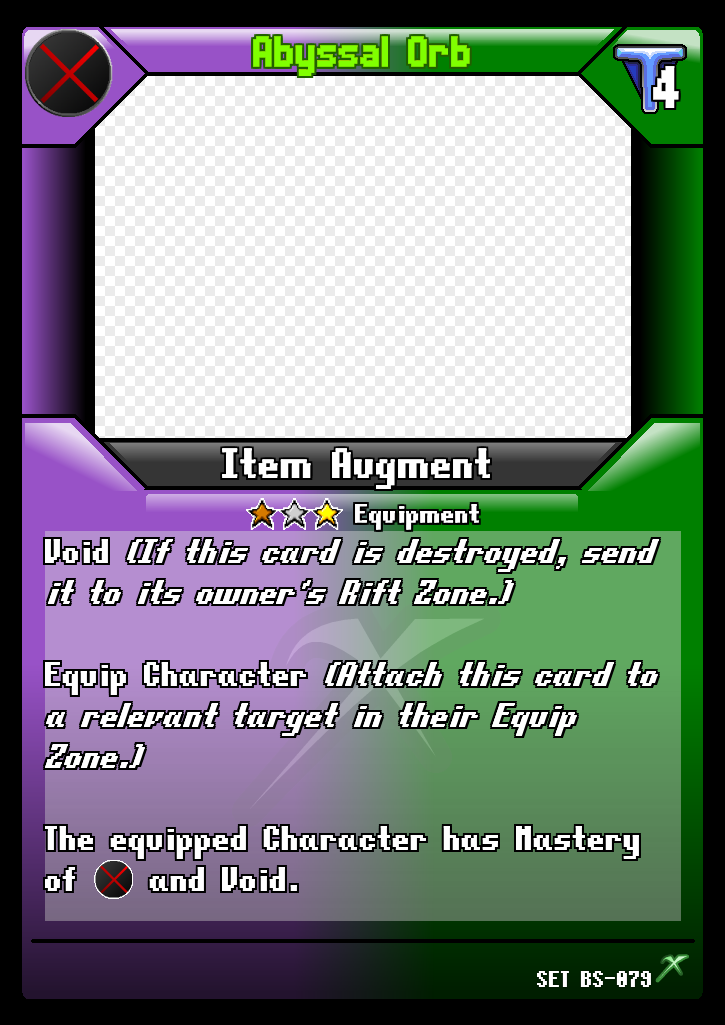 Abyssal Orb
4
Item Augment
Equipment
Void (If this card is destroyed, send
it to its owner's Rift Zone.)
Equip Character (Attach this card to
a relevant target in their Equip
Zone.)
The equipped Character has Mastery
of and Void.
SET BS-079